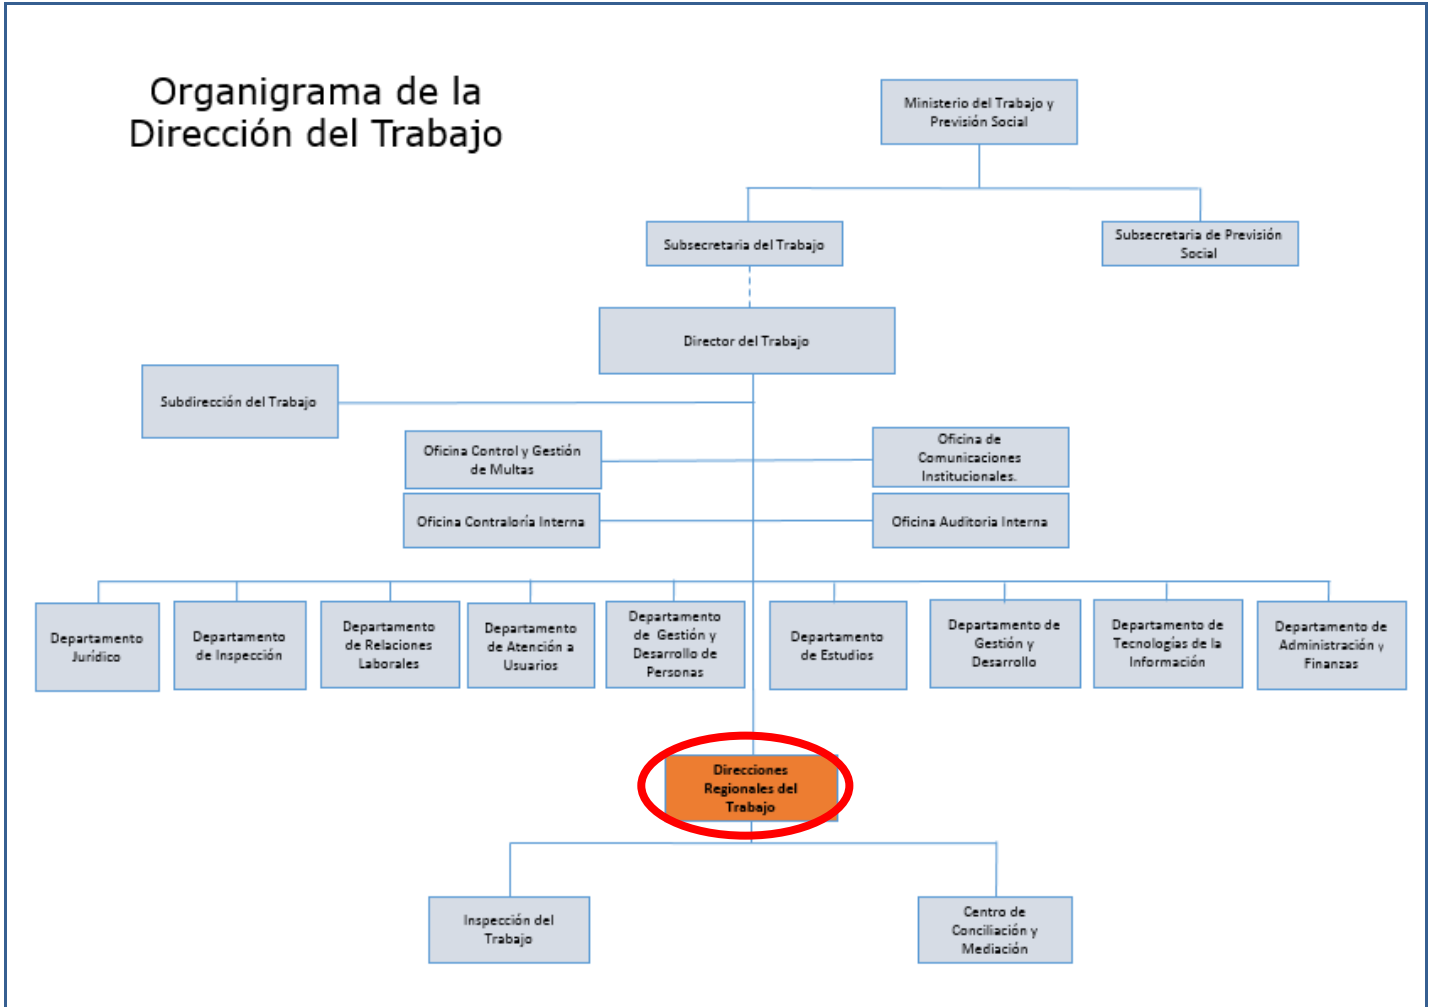 Organigrama de la
Dirección del Trabajo
Ministerio del Trabajo y
Previsión Social
Subsecretaria del Trabajo
Subsecretaria de Previsión
Social
Director del Trabajo
Subdirección del Trabajo
Oficina Control y Gestión
de Multas
Oficina de
Comunicaciones
Institucionales.
Oficina Contraloría Interna
Oficina Auditoria Interna
Departamento
Jurídico
Departamento
de Inspección
Departamento
de Relaciones
Laborales
Departamento
de Atención a
Usuarios
Departamento
de Gestión y
Desarrollo de
Personas
Departamento
de Estudios
Departamento de
Gestión y
Desarrollo
Departamento de
Tecnologías de la
Información
Departamento de
Administración y
Finanzas
Direcciones
Regionales del
Trabajo
Inspección del
Trabajo
Centro de
Conciliación y
Mediación